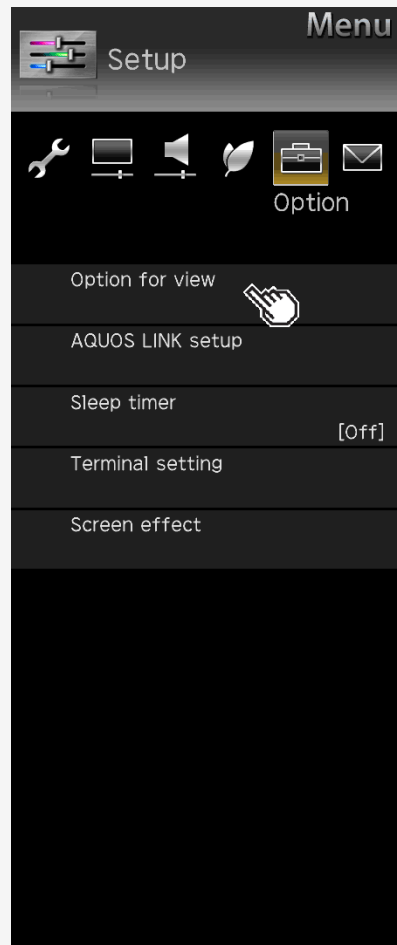 Menu
Setup
Option
Option for view
AQUOS LINK setup
Sleep timer
[Off]
Terminal setting
Screen effect